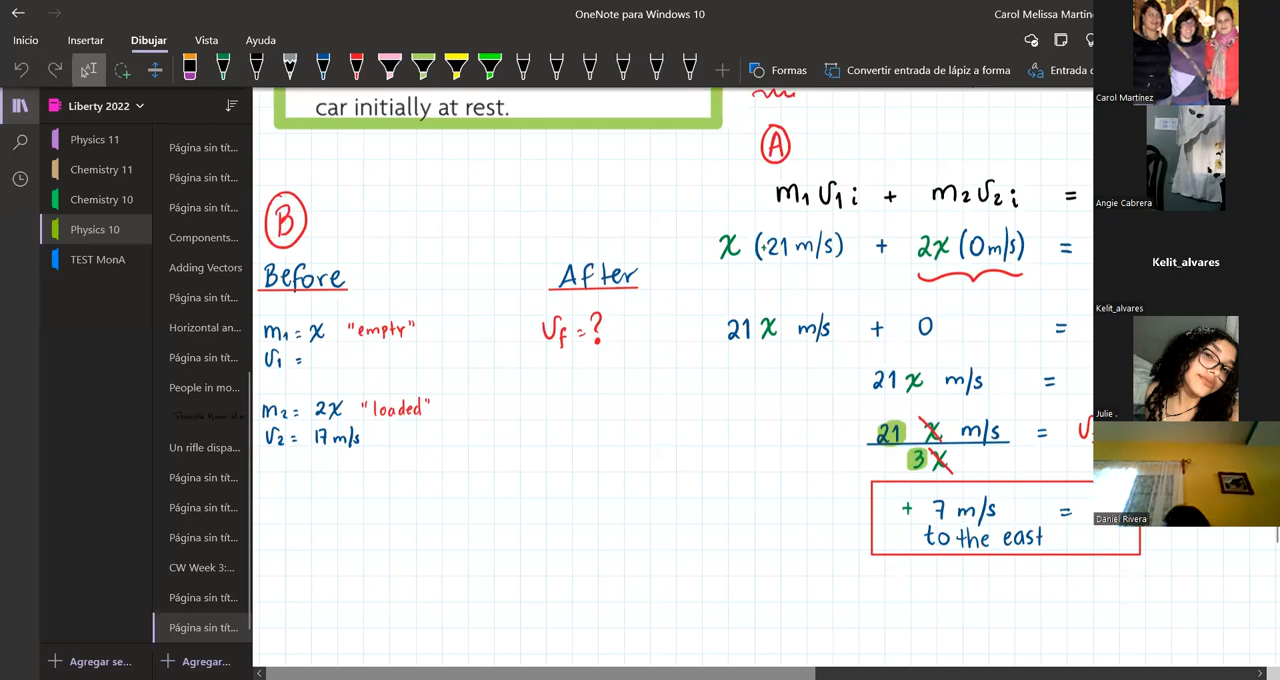 OneNote para Windows 10
Carol Melissa Martín
Inicio
Insertar
Dibujar
Vista
Ayuda
Formas
Convertir entrada de lápiz a forma
Entrada d
Liberty 2022
Physics 11
Chemistry 11
Chemistry 10
Physics 10
TEST MonA
Agregar se...
Página sin tít...
Página sin tít...
Página sin tít...
Components...
Adding Vectors
Página sin tít...
Horizontal an...
Página sin tít...
People in mo...
Un rifle dispa...
Página sin tít...
Página sin tít...
Página sin tít...
CW Week 3:...
Página sin tít...
Página sin tít...
Agregar...
car initially at rest.
B
Before
m₁ = x "empty"
v₁ =
m₂ = 2x "loaded"
v₂ = 17 m/s
After
vf = ?
A
m₁ v₁i + m₂ v₂i =
x (+21 m/s) + 2x (0 m/s) =
21 x m/s + 0 =
21 x m/s =
21 x m/s =
3 x
+ 7 m/s =
to the east
Carol Martínez
Angie Cabrera
Kelit_alvares
Kelit_alvares
Julie .
Daniel Rivera